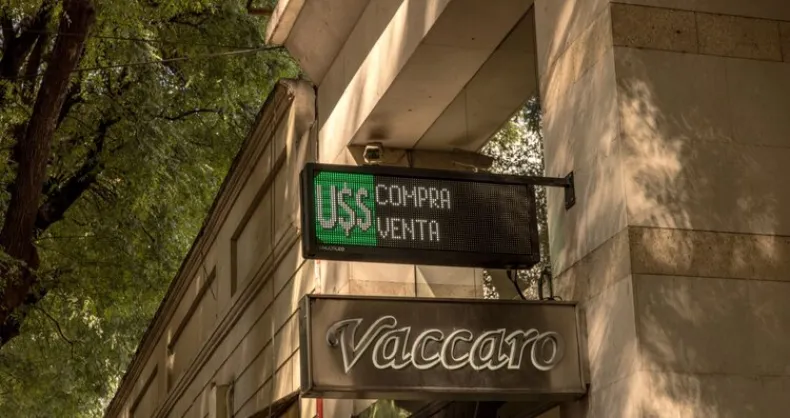 U$S COMPRA
VENTA
Vaccaro